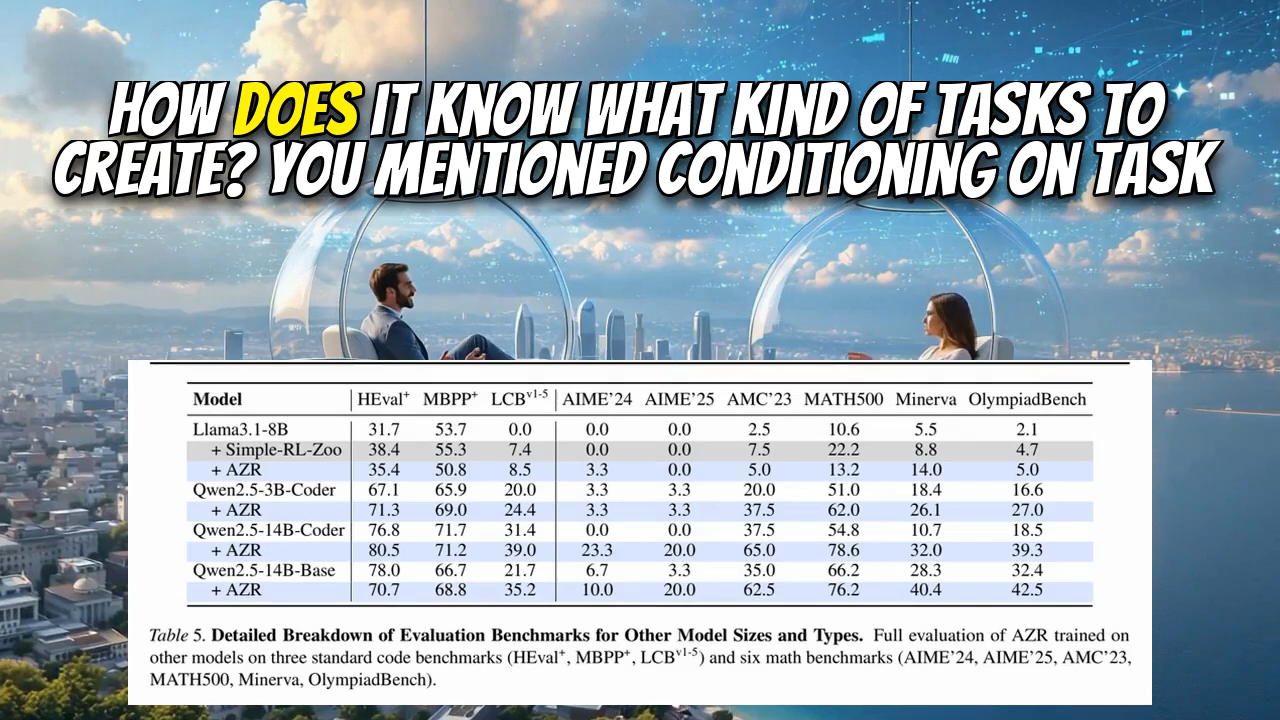 HOW DOES IT KNOW WHAT KIND OF TASKS TO
CREATE? YOU MENTIONED CONDITIONING ON TASK
Model HEval+ MBPP+ LCBv1-5 AIME'24 AIME'25 AMC'23 MATH500 Minerva OlympiadBench
Llama3.1-8B 31.7 53.7 0.0 0.0 0.0 2.5 10.6 5.5 2.1
+ Simple-RL-Zoo 38.4 55.3 7.4 0.0 0.0 7.5 22.2 8.8 4.7
+ AZR 35.4 50.8 8.5 3.3 0.0 5.0 13.2 14.0 5.0
Qwen2.5-3B-Coder 67.1 65.9 20.0 3.3 3.3 20.0 51.0 18.4 16.6
+ AZR 71.3 69.0 24.4 3.3 3.3 37.5 62.0 26.1 27.0
Qwen2.5-14B-Coder 76.8 71.7 31.4 0.0 0.0 37.5 54.8 10.7 18.5
+ AZR 80.5 71.2 39.0 23.3 20.0 65.0 78.6 32.0 39.3
Qwen2.5-14B-Base 78.0 66.7 21.7 6.7 3.3 35.0 66.2 28.3 32.4
+ AZR 70.7 68.8 35.2 10.0 20.0 62.5 76.2 40.4 42.5
Table 5. Detailed Breakdown of Evaluation Benchmarks for Other Model Sizes and Types. Full evaluation of AZR trained on
other models on three standard code benchmarks (HEval+, MBPP+, LCBv1-5) and six math benchmarks (AIME'24, AIME'25, AMC'23,
MATH500, Minerva, OlympiadBench).